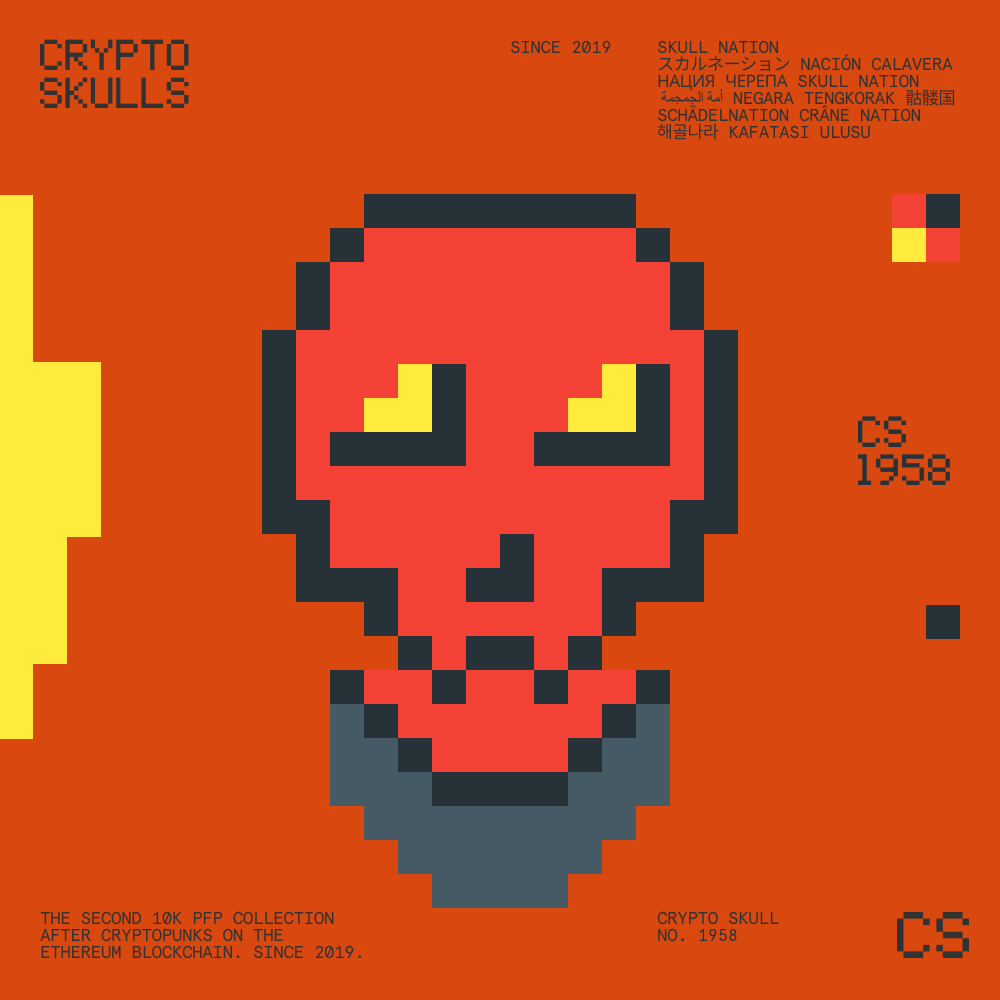 CRYPTO
SKULLS
SINCE 2019
SKULL NATION
スカルネーション NACIÓN CALAVERA
НАЦИЯ ЧЕРЕПА SKULL NATION
أمة الجمجمة NEGARA TENGKORAK 骷髅国
SCHÄDELNATION CRÂNE NATION
해골나라 KAFATASI ULUSU
CS
1958
THE SECOND 10K PFP COLLECTION
AFTER CRYPTOPUNKS ON THE
ETHEREUM BLOCKCHAIN. SINCE 2019.
CRYPTO SKULL
NO. 1958
CS